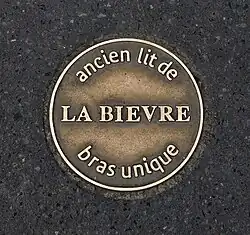 ancien lit de
LA BIEVRE
bras unique